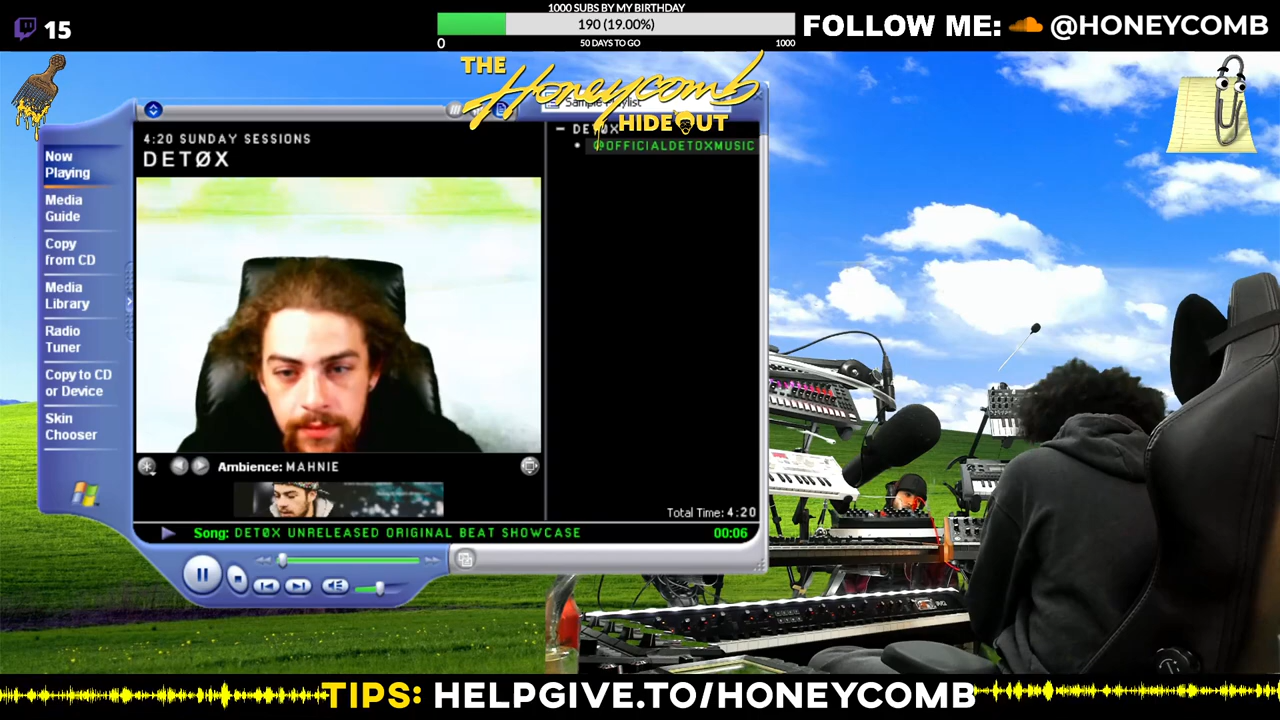 15
1000 SUBS BY MY BIRTHDAY
190 (19.00%)
0 50 DAYS TO GO 1000
FOLLOW ME: @HONEYCOMB
THE Honeycomb HIDEOUT
Sample Playlist
4:20 SUNDAY SESSIONS
DETØX
DETØX
@OFFICIALDETOXMUSIC
Now Playing
Media Guide
Copy from CD
Media Library
Radio Tuner
Copy to CD or Device
Skin Chooser
Ambience: MAHNIE
Total Time: 4:20
Song: DETØX UNRELEASED ORIGINAL BEAT SHOWCASE 00:06
TIPS: HELPGIVE.TO/HONEYCOMB